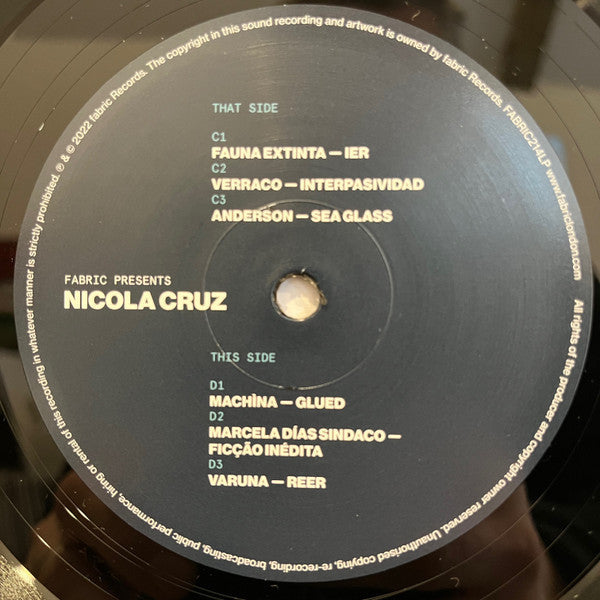 THAT SIDE
C1
FAUNA EXTINTA — IER
C2
VERRACO — INTERPASIVIDAD
C3
ANDERSON — SEA GLASS
FABRIC PRESENTS
NICOLA CRUZ
THIS SIDE
D1
MACHÌNA — GLUED
D2
MARCELA DÍAS SINDACO —
FICÇÃO INÉDITA
D3
VARUNA — REER
℗ & © 2022 fabric Records. The copyright in this sound recording and artwork is owned by fabric Records. FABRIC214LP www.fabriclondon.com
All rights of the producer and copyright owner reserved. Unauthorised copying, re-recording, broadcasting, public performance, hiring or rental of this recording in whatever manner is strictly prohibited.